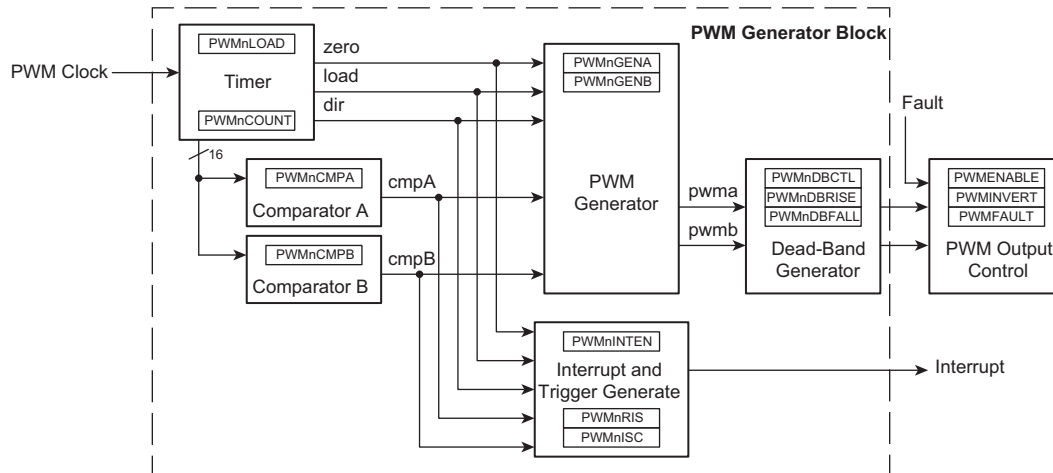 PWM Generator Block
PWM Clock
PWMnLOAD
Timer
PWMnCOUNT
zero
load
dir
16
PWMnCMPA
Comparator A
cmpA
PWMnCMPB
Comparator B
cmpB
PWMnGENA
PWMnGENB
PWM
Generator
pwma
pwmb
PWMnDBCTL
PWMnDBRISE
PWMnDBFALL
Dead-Band
Generator
Fault
PWMENABLE
PWMINVERT
PWMFAULT
PWM Output
Control
PWMnINTEN
Interrupt and
Trigger Generate
PWMnRIS
PWMnISC
Interrupt